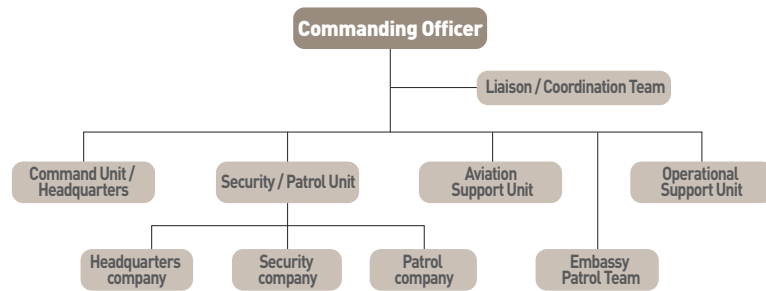 Commanding Officer
Liaison / Coordination Team
Command Unit /
Headquarters
Security / Patrol Unit
Aviation
Support Unit
Operational
Support Unit
Headquarters
company
Security
company
Patrol
company
Embassy
Patrol Team